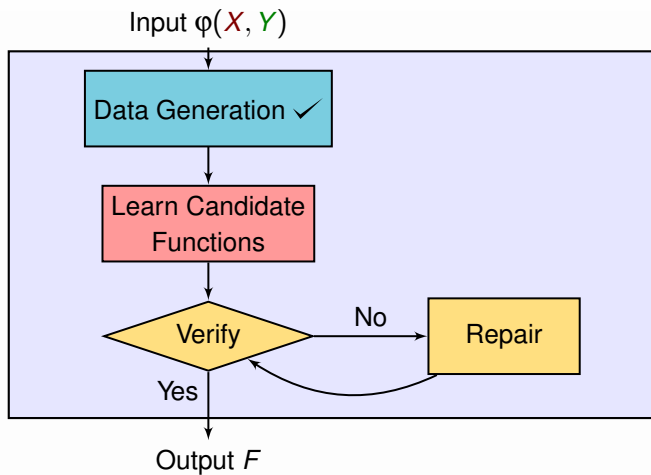 Input φ(X, Y)
Data Generation ✓
Learn Candidate
Functions
Verify
No
Repair
Yes
Output F